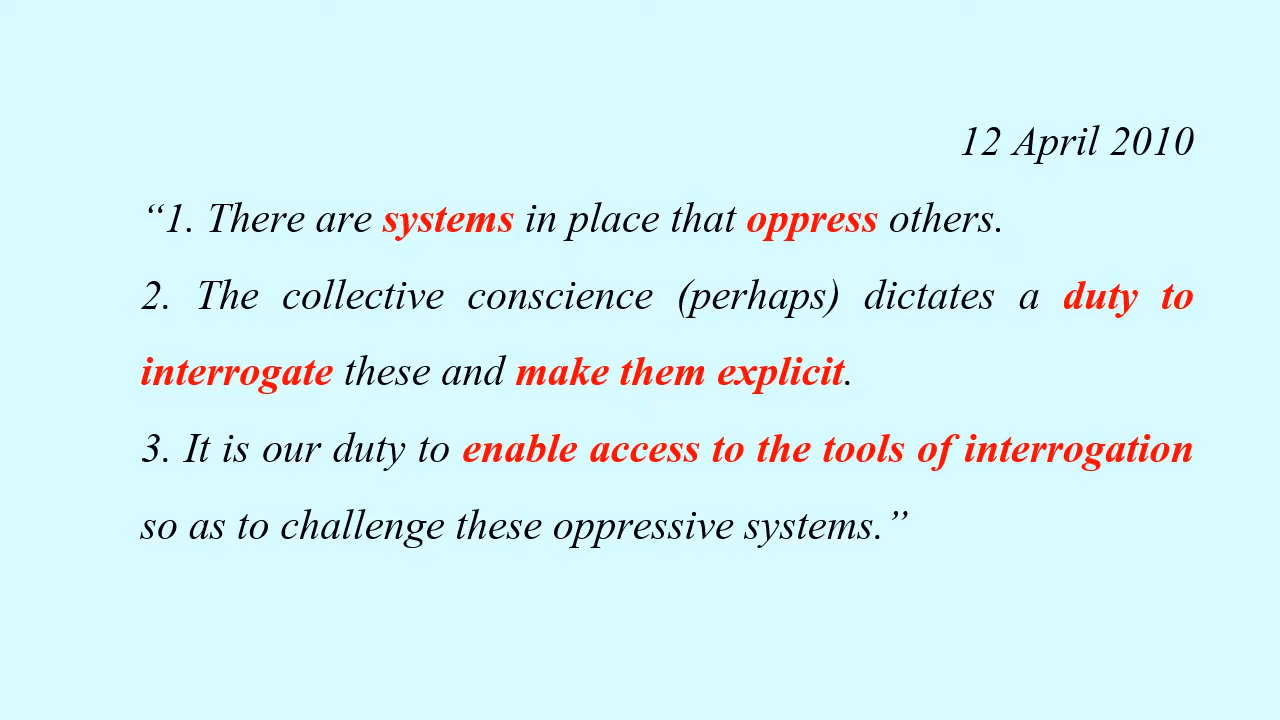 12 April 2010
“1. There are systems in place that oppress others.
2. The collective conscience (perhaps) dictates a duty to
interrogate these and make them explicit.
3. It is our duty to enable access to the tools of interrogation
so as to challenge these oppressive systems.”